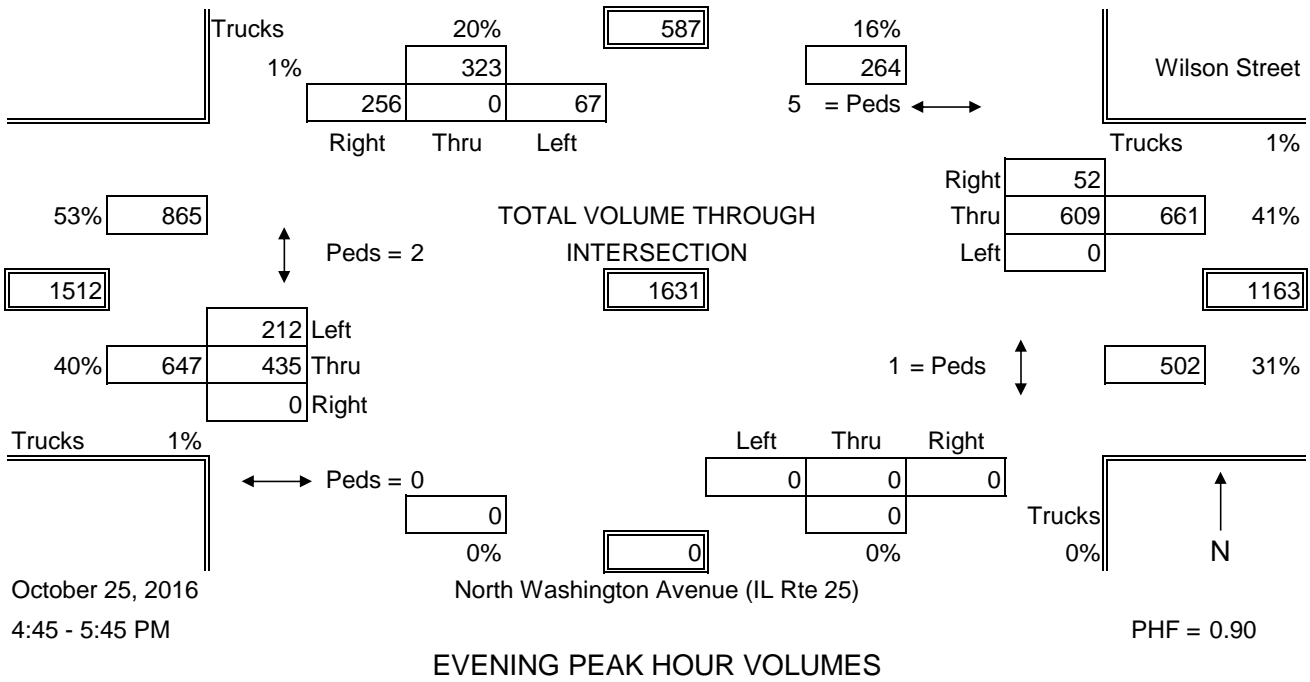 Trucks 20% 587 16%
1% 323 264 Wilson Street
256 0 67 5 = Peds
Right Thru Left Trucks 1%
Right 52
53% 865 TOTAL VOLUME THROUGH Thru 609 661 41%
Peds = 2 INTERSECTION Left 0
1512 1631 1163
212 Left
40% 647 435 Thru 1 = Peds 502 31%
0 Right
Trucks 1% Left Thru Right
Peds = 0 0 0 0
0 0 Trucks
0% 0 0% 0% N
October 25, 2016 North Washington Avenue (IL Rte 25)
4:45 - 5:45 PM PHF = 0.90
EVENING PEAK HOUR VOLUMES